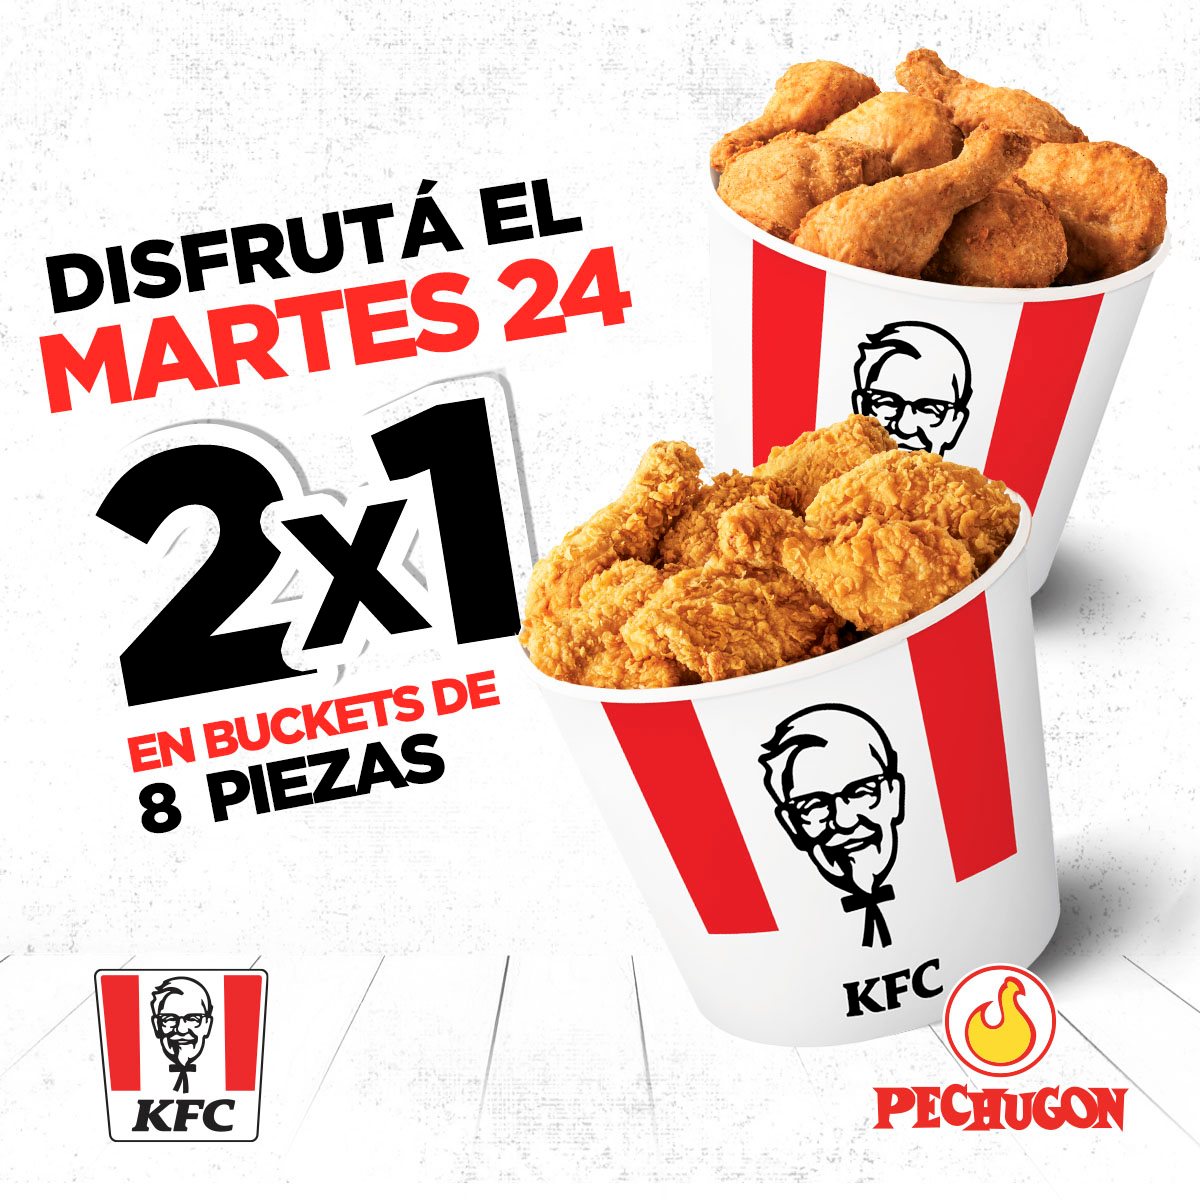 DISFRUTÁ EL
MARTES 24
2x1
EN BUCKETS DE
8 PIEZAS
KFC
KFC
PECHUGON